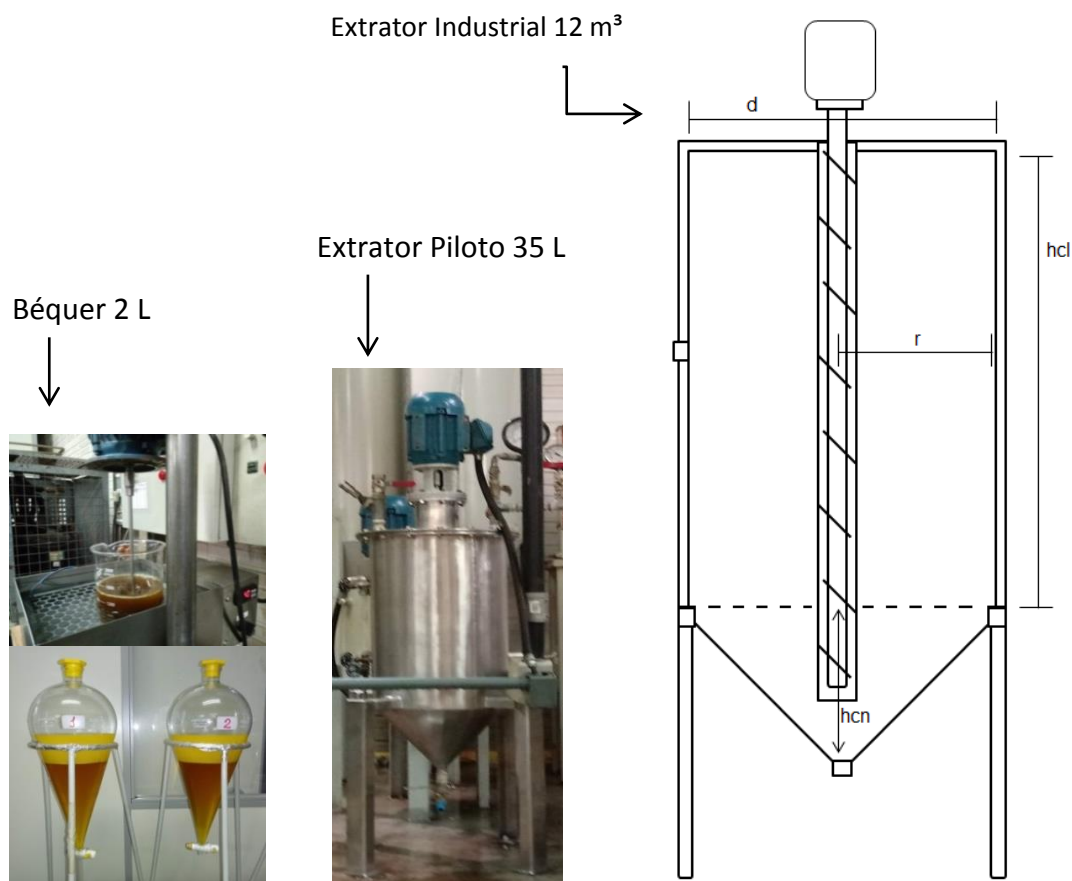 Extrator Industrial 12 m³
d
hcl
Extrator Piloto 35 L
Béquer 2 L
r
hcn
1
2